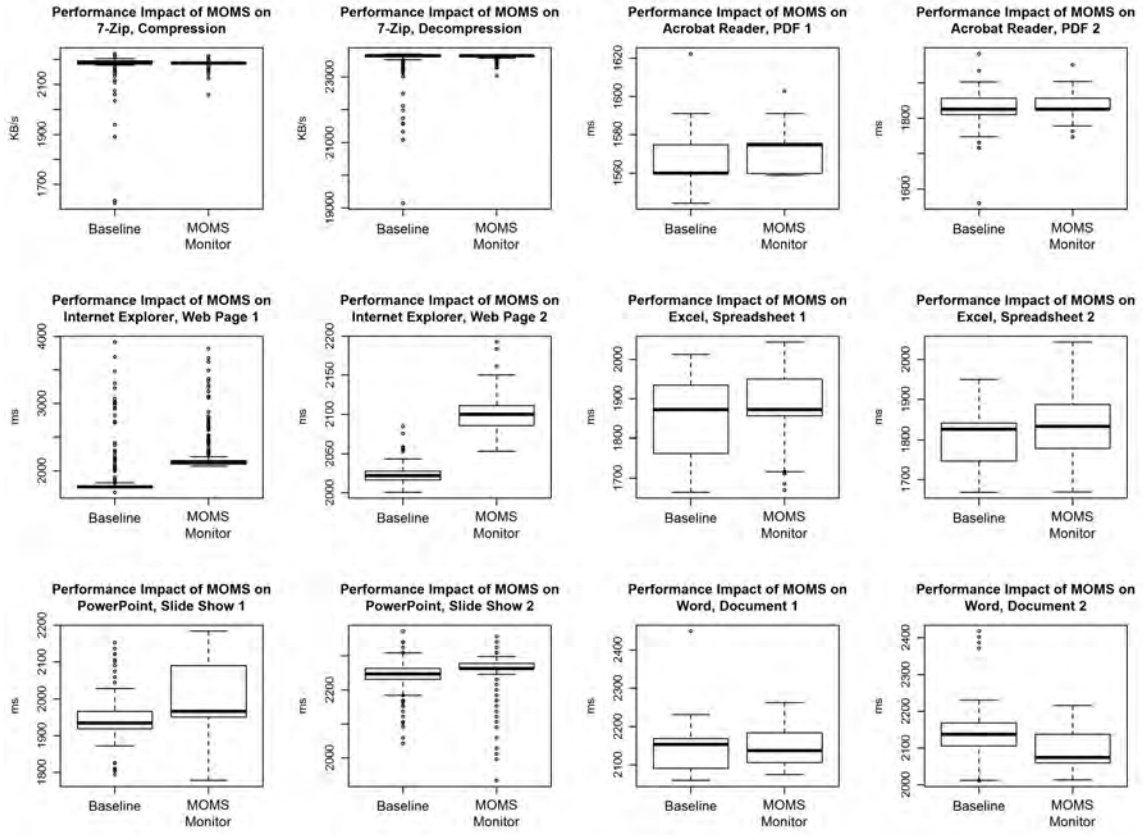 Performance Impact of MOMS on
7-Zip, Compression
KB/s
2100
1900
1700
Baseline
MOMS
Monitor
Performance Impact of MOMS on
7-Zip, Decompression
KB/s
23000
21000
19000
Baseline
MOMS
Monitor
Performance Impact of MOMS on
Acrobat Reader, PDF 1
ms
1620
1600
1580
1560
Baseline
MOMS
Monitor
Performance Impact of MOMS on
Acrobat Reader, PDF 2
ms
1800
1600
Baseline
MOMS
Monitor
Performance Impact of MOMS on
Internet Explorer, Web Page 1
ms
4000
3000
2000
Baseline
MOMS
Monitor
Performance Impact of MOMS on
Internet Explorer, Web Page 2
ms
2200
2150
2100
2050
2000
Baseline
MOMS
Monitor
Performance Impact of MOMS on
Excel, Spreadsheet 1
ms
2000
1900
1800
1700
Baseline
MOMS
Monitor
Performance Impact of MOMS on
Excel, Spreadsheet 2
ms
2000
1900
1800
1700
Baseline
MOMS
Monitor
Performance Impact of MOMS on
PowerPoint, Slide Show 1
ms
2200
2100
2000
1900
1800
Baseline
MOMS
Monitor
Performance Impact of MOMS on
PowerPoint, Slide Show 2
ms
2200
2000
Baseline
MOMS
Monitor
Performance Impact of MOMS on
Word, Document 1
ms
2400
2300
2200
2100
Baseline
MOMS
Monitor
Performance Impact of MOMS on
Word, Document 2
ms
2400
2300
2200
2100
2000
Baseline
MOMS
Monitor